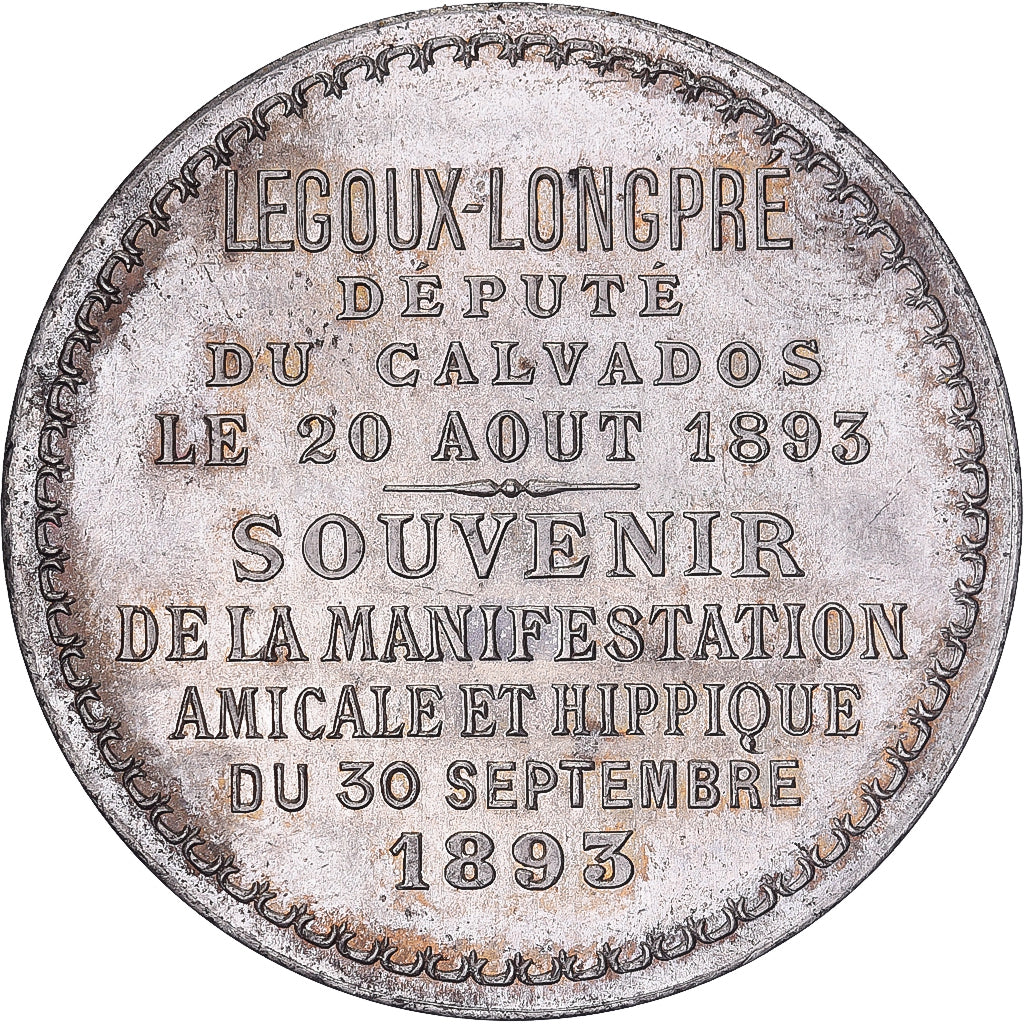 LEGOUX-LONGPRÉ
DÉPUTÉ
DU CALVADOS
LE 20 AOUT 1893
SOUVENIR
DE LA MANIFESTATION
AMICALE ET HIPPIQUE
DU 30 SEPTEMBRE
1893